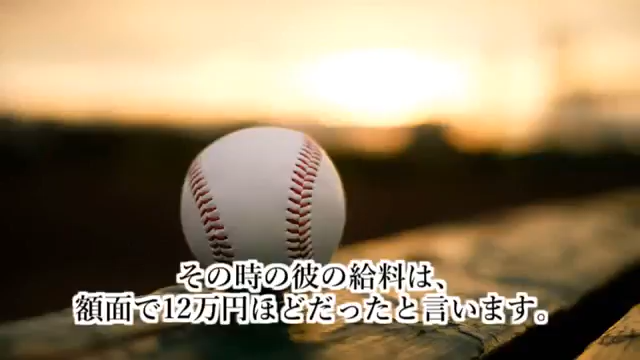 その時の彼の給料は、
額面で12万円ほどだったと言います。